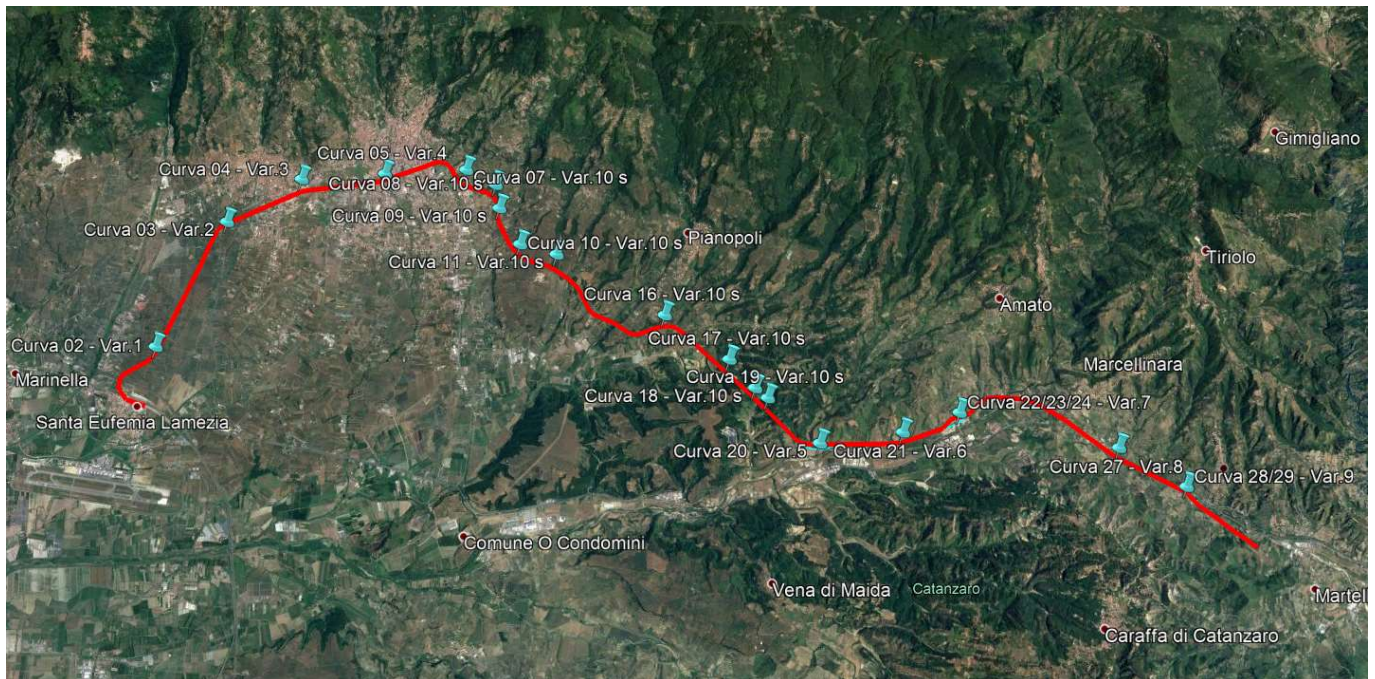 Gimigliano
Curva 05 - Var.4
Curva 04 - Var.3
Curva 08 - Var.10 s
Curva 07 - Var.10 s
Curva 09 - Var.10 s
Curva 03 - Var.2
Curva 10 - Var.10 s
Pianopoli
Curva 11 - Var.10 s
Tiriolo
Curva 16 - Var.10 s
Amato
Curva 17 - Var.10 s
Curva 02 - Var.1
Marcellinara
Marinella
Curva 19 - Var.10 s
Curva 18 - Var.10 s
Curva 22/23/24 - Var.7
Santa Eufemia Lamezia
Curva 20 - Var.5
Curva 21 - Var.6
Curva 27 - Var.8
Curva 28/29 - Var.9
Comune O Condomini
Vena di Maida
Catanzaro
Martell
Caraffa di Catanzaro